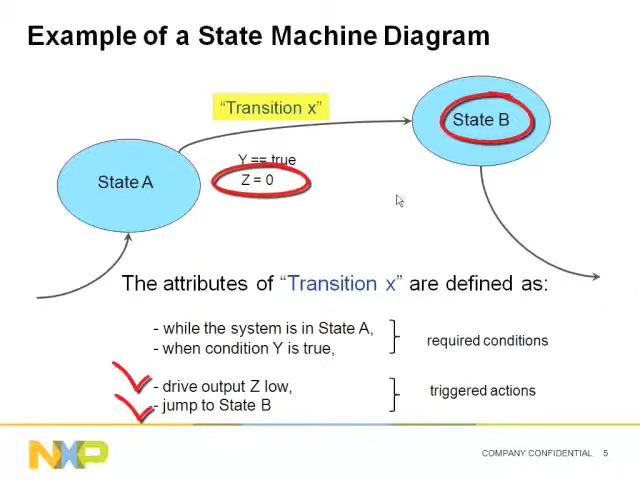 Example of a State Machine Diagram
“Transition x”
State B
Y == true
Z = 0
State A
The attributes of “Transition x” are defined as:
- while the system is in State A,
- when condition Y is true,
required conditions
- drive output Z low,
- jump to State B
triggered actions
NXP
COMPANY CONFIDENTIAL 5